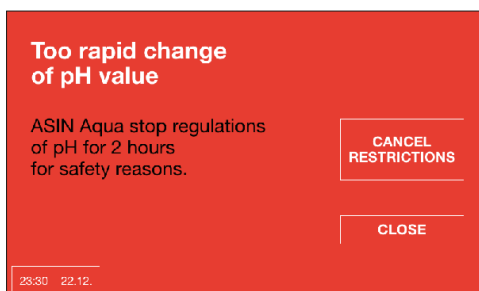 Too rapid change
of pH value
ASIN Aqua stop regulations
of pH for 2 hours
for safety reasons.
CANCEL
RESTRICTIONS
CLOSE
23:30 22.12.